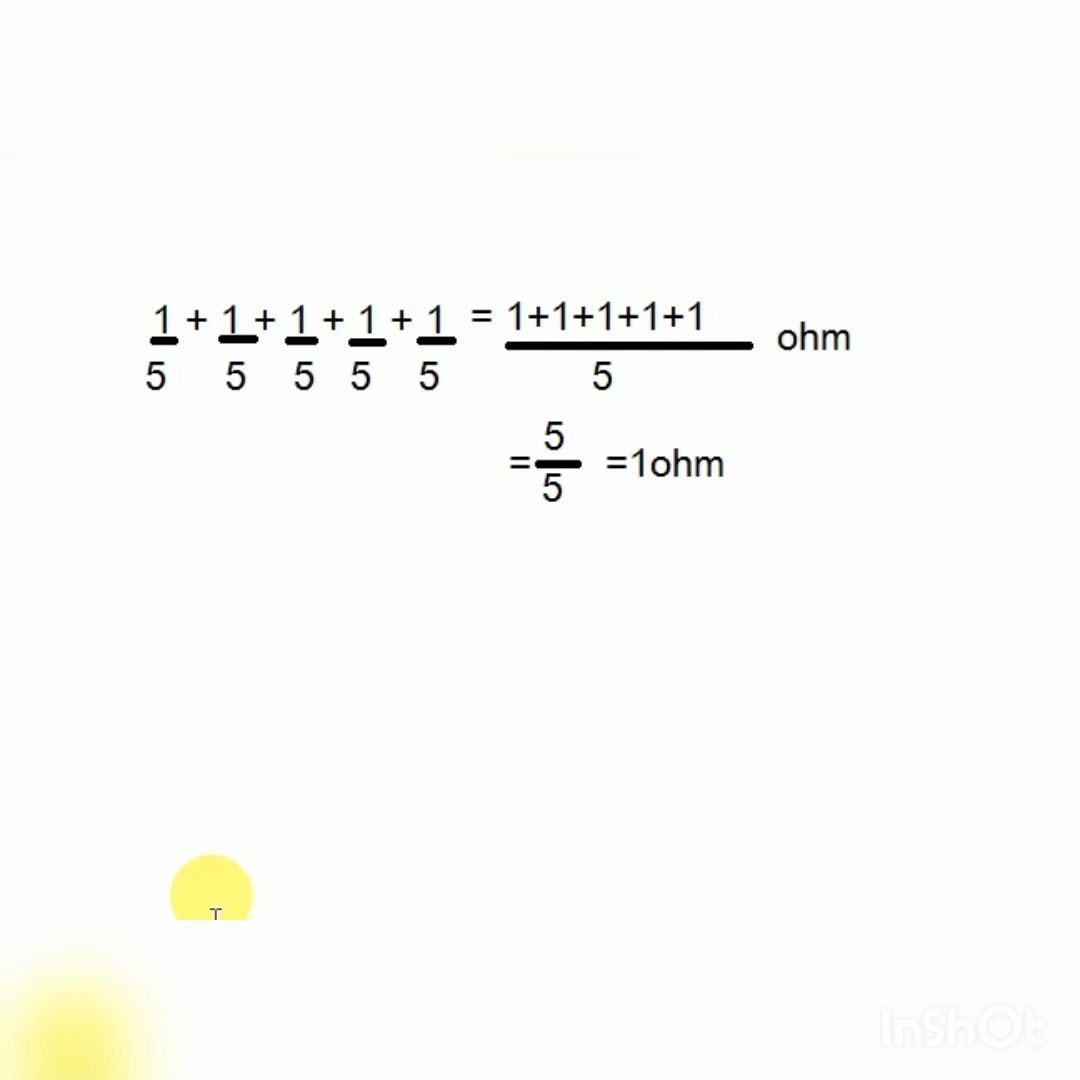 1/5 + 1/5 + 1/5 + 1/5 + 1/5 = 1+1+1+1+1/5 ohm
=5/5 =1ohm
InShOt